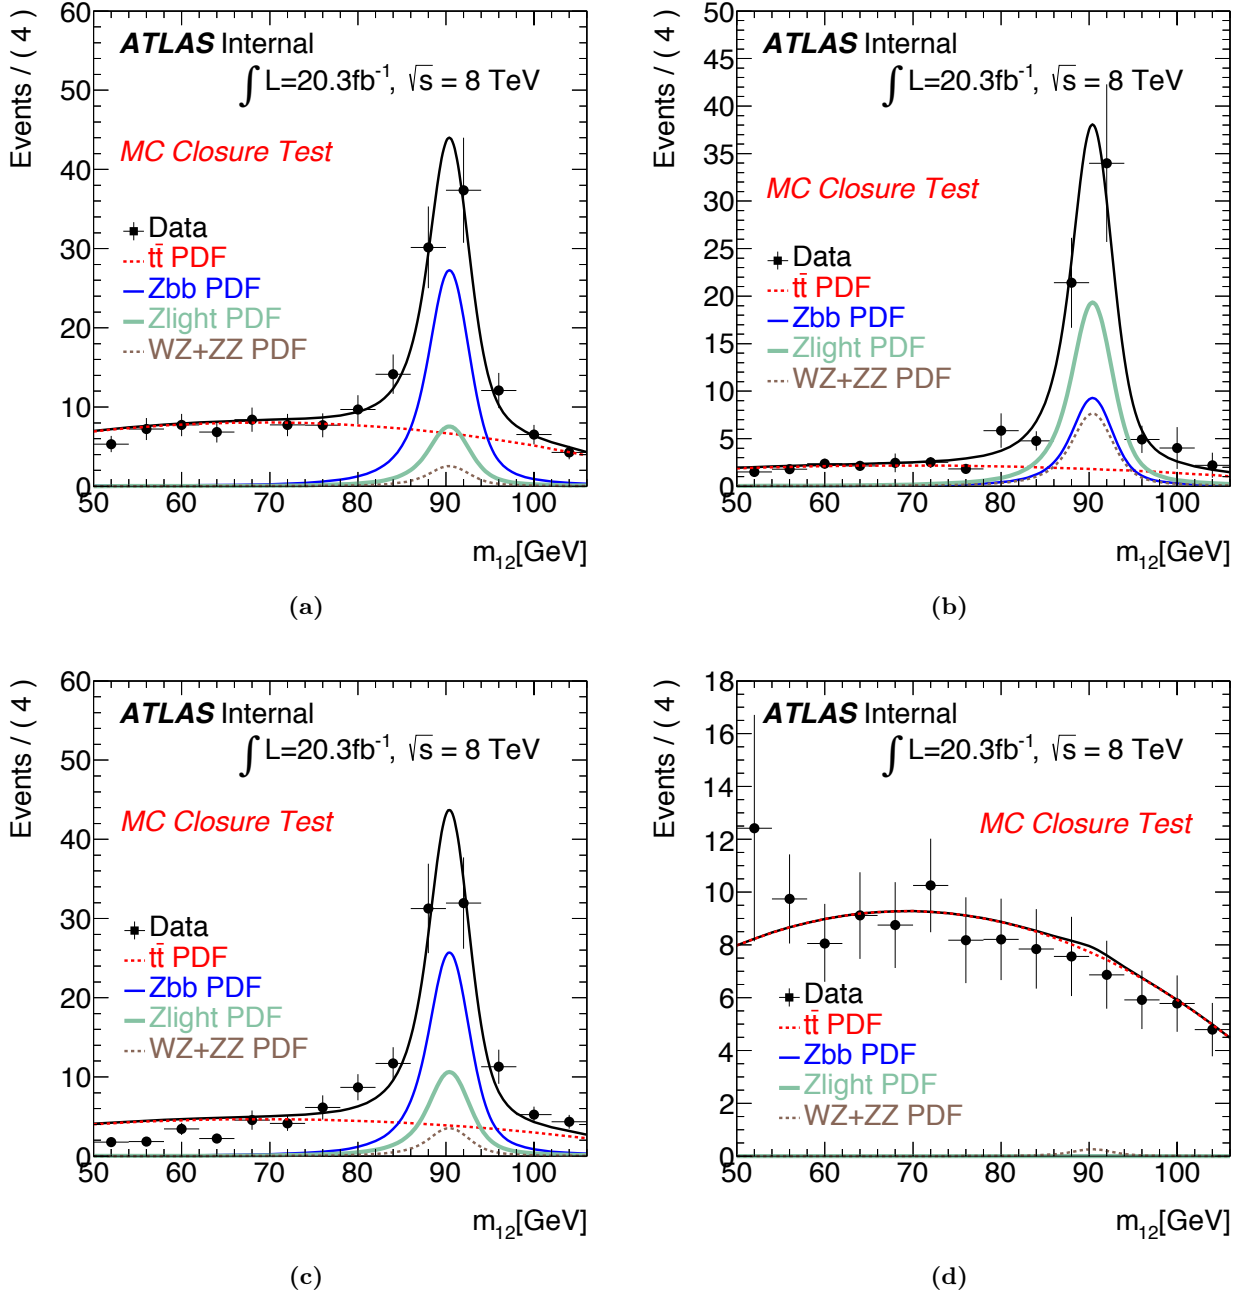 Events / ( 4 )
60
50
40
30
20
10
0
ATLAS Internal
∫ L=20.3fb⁻¹, √s = 8 TeV
MC Closure Test
Data
tt̄ PDF
Zbb PDF
Zlight PDF
WZ+ZZ PDF
50 60 70 80 90 100
m₁₂[GeV]
(a)
Events / ( 4 )
50
45
40
35
30
25
20
15
10
5
0
ATLAS Internal
∫ L=20.3fb⁻¹, √s = 8 TeV
MC Closure Test
Data
tt̄ PDF
Zbb PDF
Zlight PDF
WZ+ZZ PDF
50 60 70 80 90 100
m₁₂[GeV]
(b)
Events / ( 4 )
60
50
40
30
20
10
0
ATLAS Internal
∫ L=20.3fb⁻¹, √s = 8 TeV
MC Closure Test
Data
tt̄ PDF
Zbb PDF
Zlight PDF
WZ+ZZ PDF
50 60 70 80 90 100
m₁₂[GeV]
(c)
Events / ( 4 )
18
16
14
12
10
8
6
4
2
0
ATLAS Internal
∫ L=20.3fb⁻¹, √s = 8 TeV
MC Closure Test
Data
tt̄ PDF
Zbb PDF
Zlight PDF
WZ+ZZ PDF
50 60 70 80 90 100
m₁₂[GeV]
(d)